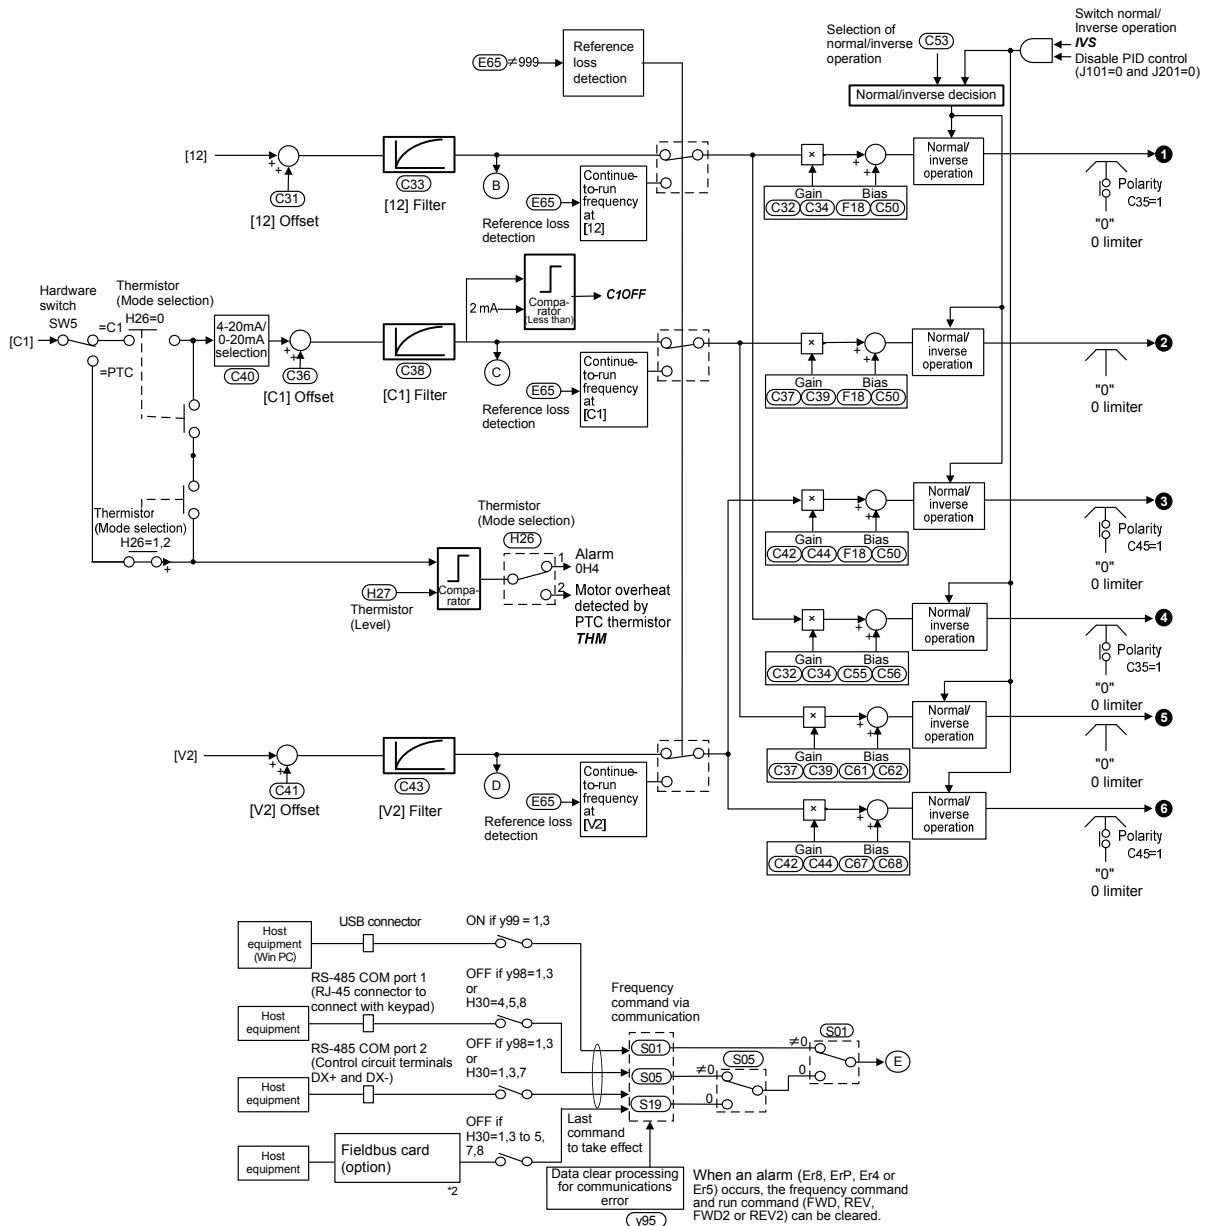 Switch normal/
Inverse operation
IVS
Disable PID control
(J101=0 and J201=0)
Selection of
normal/inverse
operation
C53
Normal/inverse decision
E65 ≠999
Reference
loss
detection
[12]
+
+
C31
[12] Offset
C33
[12] Filter
B
E65
Reference loss
detection
Continue-
to-run
frequency
at
[12]
×
+
+
Gain Bias
C32 C34 F18 C50
Normal/
inverse
operation
1
Polarity
C35=1
"0"
0 limiter
Hardware
switch
SW5
[C1]
=C1
=PTC
Thermistor
(Mode selection)
H26=0
4-20mA/
0-20mA
selection
C40
+
+
C36
[C1] Offset
C38
[C1] Filter
2 mA
Compa-
rator
(Less than)
C1OFF
C
E65
Reference loss
detection
Continue-
to-run
frequency
at
[C1]
×
+
+
Gain Bias
C37 C39 F18 C50
Normal/
inverse
operation
2
"0"
0 limiter
×
+
+
Gain Bias
C42 C44 F18 C50
Normal/
inverse
operation
3
Polarity
C45=1
"0"
0 limiter
Thermistor
(Mode selection)
H26=1,2
+
H27
Thermistor
(Level)
Compa-
rator
Thermistor
(Mode selection)
H26
1
Alarm
0H4
2
Motor overheat
detected by
PTC thermistor
THM
×
+
+
Gain Bias
C32 C34 C55 C56
Normal/
inverse
operation
4
Polarity
C35=1
"0"
0 limiter
×
+
+
Gain Bias
C37 C39 C61 C62
Normal/
inverse
operation
5
"0"
0 limiter
[V2]
+
+
C41
[V2] Offset
C43
[V2] Filter
D
E65
Reference loss
detection
Continue-
to-run
frequency
at
[V2]
×
+
+
Gain Bias
C42 C44 C67 C68
Normal/
inverse
operation
6
Polarity
C45=1
"0"
0 limiter
Host
equipment
(Win PC)
USB connector
ON if y99 = 1,3
Host
equipment
RS-485 COM port 1
(RJ-45 connector to
connect with keypad)
OFF if y98=1,3
or
H30=4,5,8
Host
equipment
RS-485 COM port 2
(Control circuit terminals
DX+ and DX-)
OFF if y98=1,3
or
H30=1,3,7
Host
equipment
Fieldbus card
(option)
*2
OFF if
H30=1,3 to 5,
7,8
Frequency
command via
communication
S01
S05
S19
Last
command
to take effect
≠0
0
S05
≠0
0
S01
E
Data clear processing
for communications
error
y95
When an alarm (Er8, ErP, Er4 or
Er5) occurs, the frequency command
and run command (FWD, REV,
FWD2 or REV2) can be cleared.